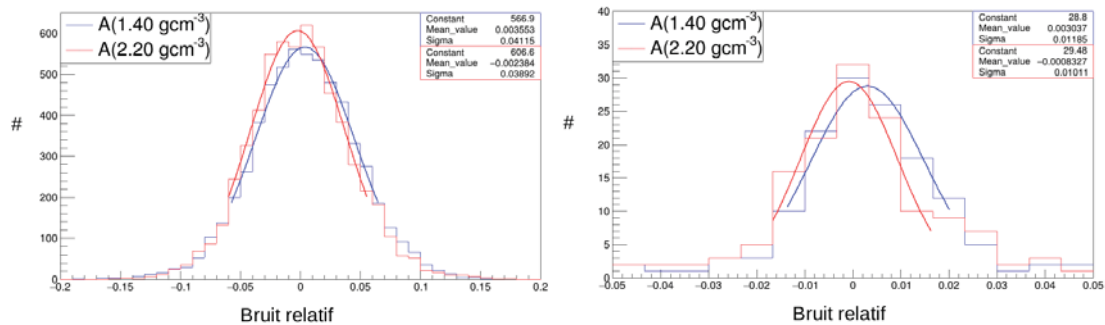 A(1.40 gcm⁻³)
A(2.20 gcm⁻³)
Constant 566.9
Mean_value 0.003553
Sigma 0.04115
Constant 606.6
Mean_value −0.002384
Sigma 0.03892
600
500
400
300
200
100
0
#
−0.2 −0.15 −0.1 −0.05 0 0.05 0.1 0.15 0.2
Bruit relatif
A(1.40 gcm⁻³)
A(2.20 gcm⁻³)
Constant 28.8
Mean_value 0.003037
Sigma 0.01185
Constant 29.48
Mean_value −0.0008327
Sigma 0.01011
40
35
30
25
20
15
10
5
0
#
−0.05 −0.04 −0.03 −0.02 −0.01 0 0.01 0.02 0.03 0.04 0.05
Bruit relatif